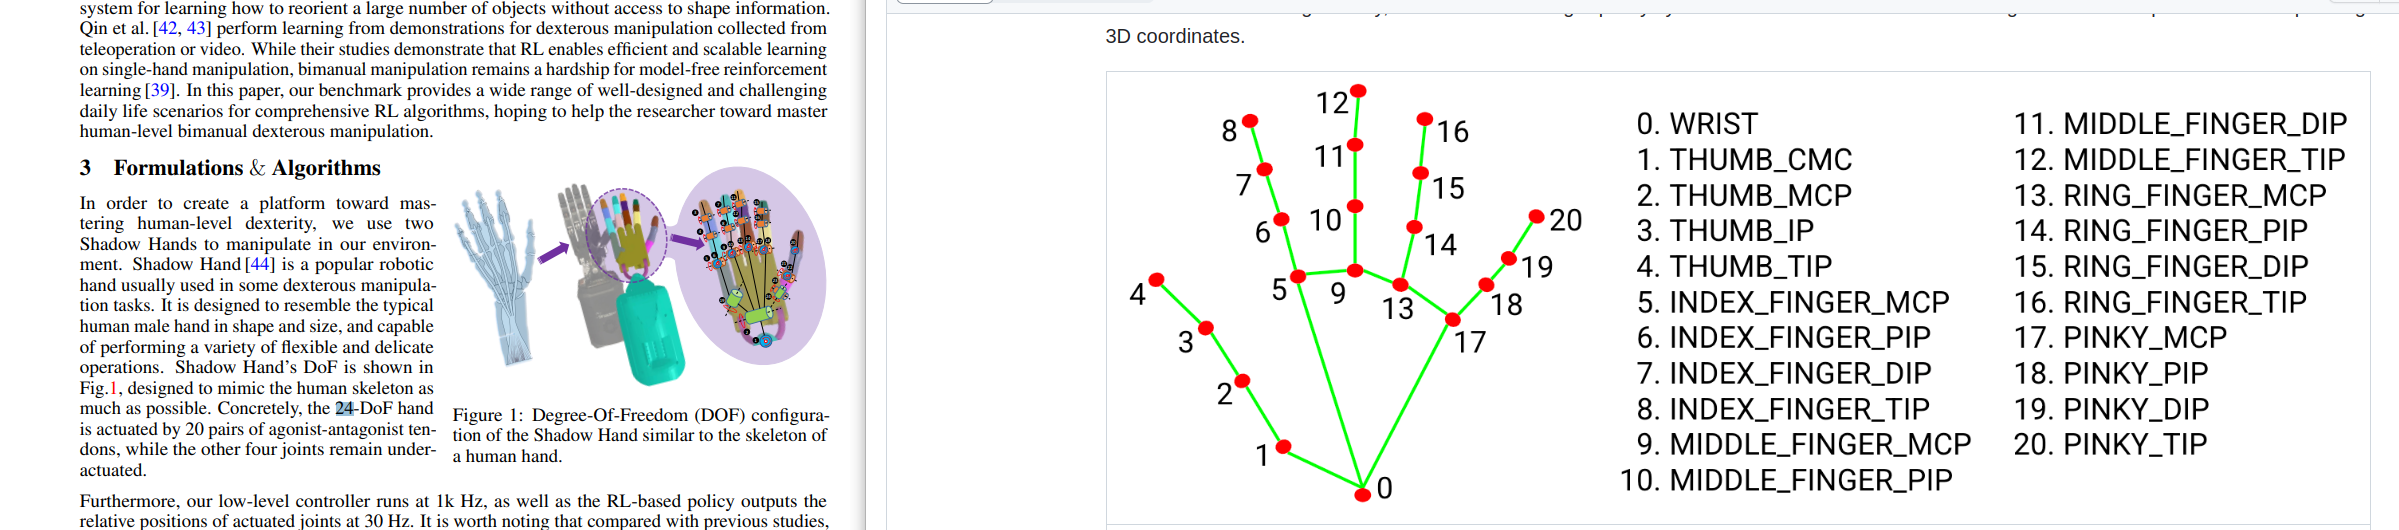 system for learning how to reorient a large number of objects without access to shape information.
Qin et al. [42, 43] perform learning from demonstrations for dexterous manipulation collected from
teleoperation or video. While their studies demonstrate that RL enables efficient and scalable learning
on single-hand manipulation, bimanual manipulation remains a hardship for model-free reinforcement
learning [39]. In this paper, our benchmark provides a wide range of well-designed and challenging
daily life scenarios for comprehensive RL algorithms, hoping to help the researcher toward master
human-level bimanual dexterous manipulation.
3 Formulations & Algorithms
In order to create a platform toward mas-
tering human-level dexterity, we use two
Shadow Hands to manipulate in our environ-
ment. Shadow Hand [44] is a popular robotic
hand usually used in some dexterous manipula-
tion tasks. It is designed to resemble the typical
human male hand in shape and size, and capable
of performing a variety of flexible and delicate
operations. Shadow Hand's DoF is shown in
Fig.1, designed to mimic the human skeleton as
much as possible. Concretely, the 24-DoF hand
is actuated by 20 pairs of agonist-antagonist ten-
dons, while the other four joints remain under-
actuated.
Figure 1: Degree-Of-Freedom (DOF) configura-
tion of the Shadow Hand similar to the skeleton of
a human hand.
Furthermore, our low-level controller runs at 1k Hz, as well as the RL-based policy outputs the
relative positions of actuated joints at 30 Hz. It is worth noting that compared with previous studies,
3D coordinates.
12
8
16
11
7
15
10
6
20
14
19
5
9
4
13
18
3
17
2
1
0
0. WRIST
1. THUMB_CMC
2. THUMB_MCP
3. THUMB_IP
4. THUMB_TIP
5. INDEX_FINGER_MCP
6. INDEX_FINGER_PIP
7. INDEX_FINGER_DIP
8. INDEX_FINGER_TIP
9. MIDDLE_FINGER_MCP
10. MIDDLE_FINGER_PIP
11. MIDDLE_FINGER_DIP
12. MIDDLE_FINGER_TIP
13. RING_FINGER_MCP
14. RING_FINGER_PIP
15. RING_FINGER_DIP
16. RING_FINGER_TIP
17. PINKY_MCP
18. PINKY_PIP
19. PINKY_DIP
20. PINKY_TIP